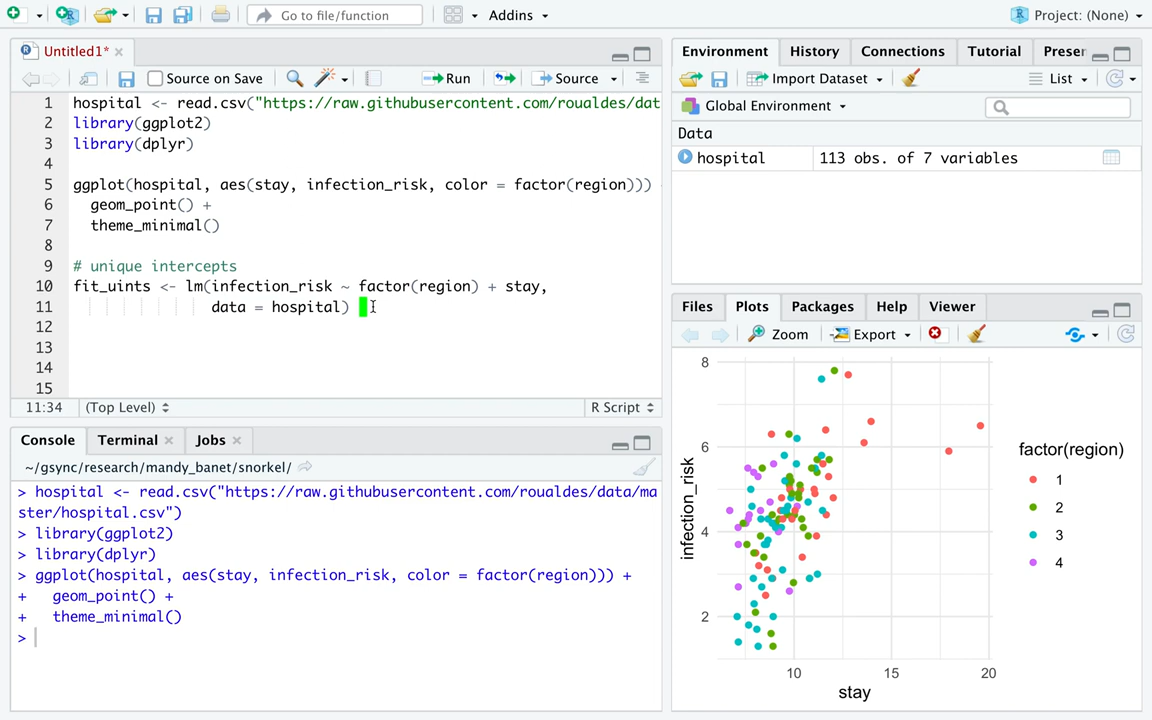 Go to file/function
Addins
Project: (None)
Untitled1*
Source on Save
Run
Source
1 hospital <- read.csv("https://raw.githubusercontent.com/roualdes/dat
2 library(ggplot2)
3 library(dplyr)
4
5 ggplot(hospital, aes(stay, infection_risk, color = factor(region)))
6 geom_point() +
7 theme_minimal()
8
9 # unique intercepts
10 fit_uints <- lm(infection_risk ~ factor(region) + stay,
11 data = hospital)
12
13
14
15
11:34
(Top Level)
R Script
Console
Terminal
Jobs
~/gsync/research/mandy_banet/snorkel/
> hospital <- read.csv("https://raw.githubusercontent.com/roualdes/data/ma
ster/hospital.csv")
> library(ggplot2)
> library(dplyr)
> ggplot(hospital, aes(stay, infection_risk, color = factor(region))) +
+ geom_point() +
+ theme_minimal()
>
Environment
History
Connections
Tutorial
Preser
Import Dataset
List
Global Environment
Data
hospital
113 obs. of 7 variables
Files
Plots
Packages
Help
Viewer
Zoom
Export
8
6
4
2
infection_risk
10
15
20
stay
factor(region)
1
2
3
4